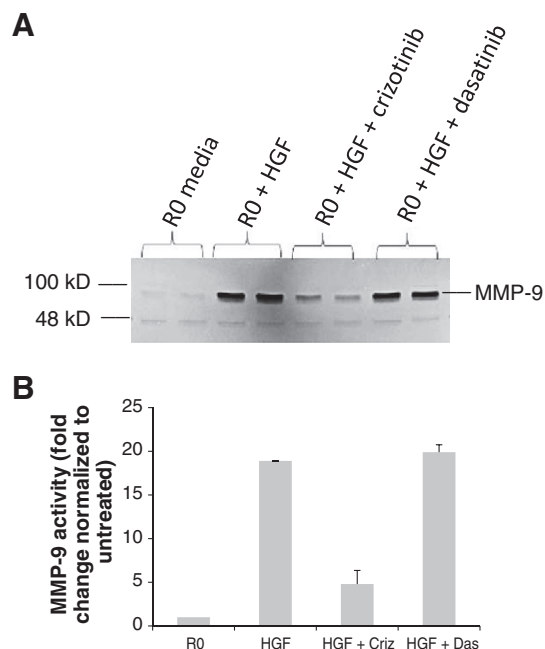 A
R0 media
R0 + HGF
R0 + HGF + crizotinib
R0 + HGF + dasatinib
100 kD
48 kD
MMP-9
B
MMP-9 activity (fold
change normalized to
untreated)
25
20
15
10
5
0
R0
HGF
HGF + Criz
HGF + Das